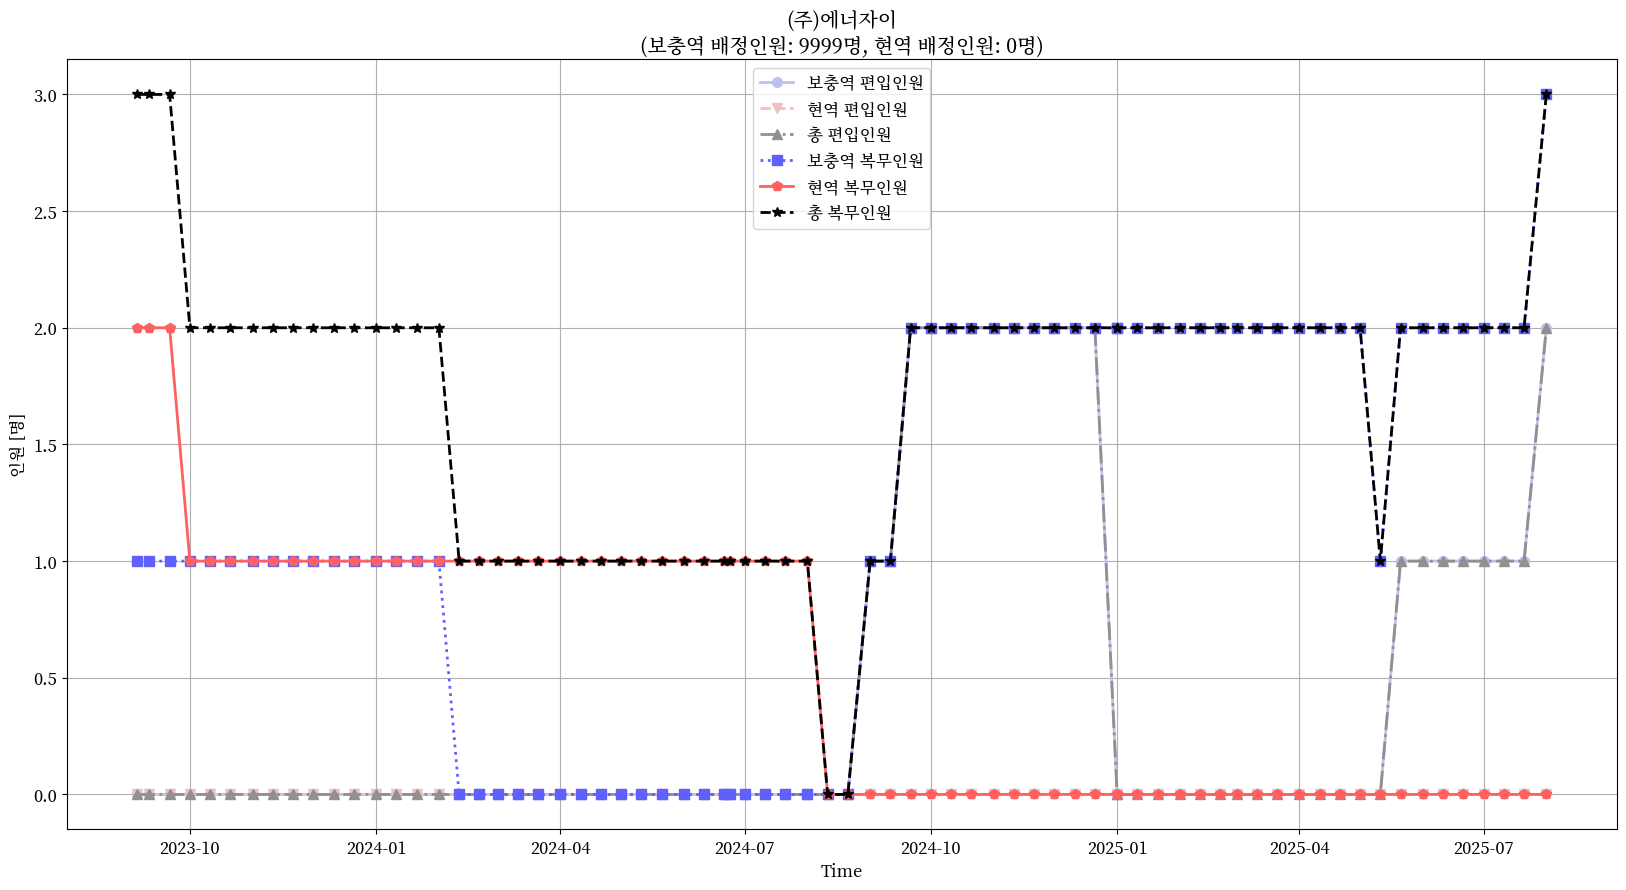 (주)에너자이
(보충역 배정인원: 9999명, 현역 배정인원: 0명)
보충역 편입인원
현역 편입인원
총 편입인원
보충역 복무인원
현역 복무인원
총 복무인원
3.0
2.5
2.0
1.5
1.0
0.5
0.0
인원 [명]
2023-10
2024-01
2024-04
2024-07
2024-10
2025-01
2025-04
2025-07
Time